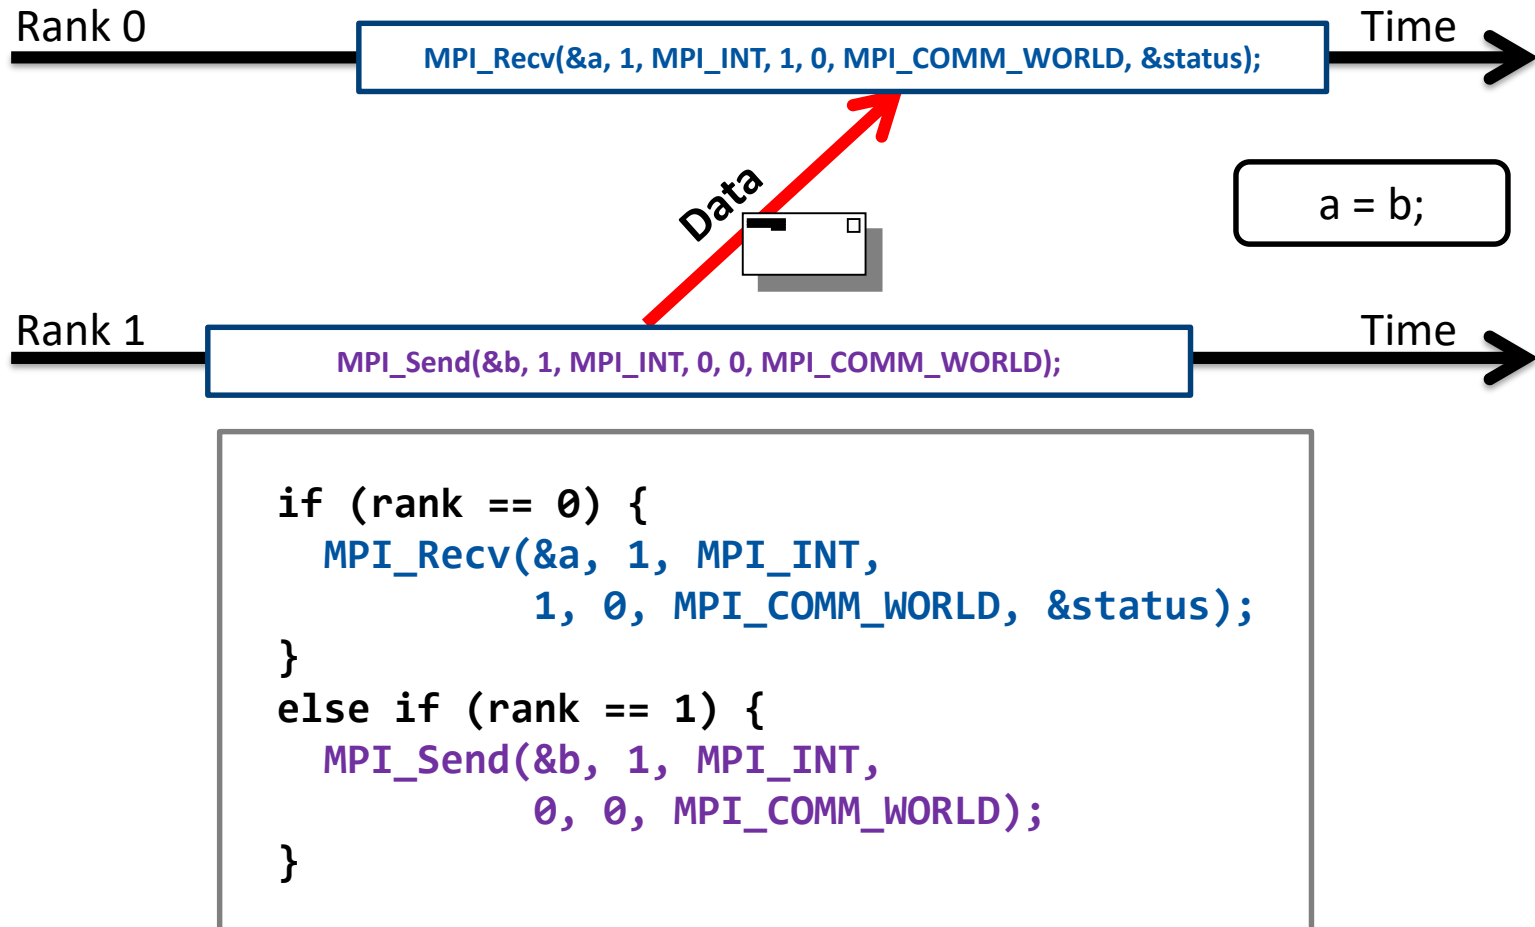 Rank 0
Time
MPI_Recv(&a, 1, MPI_INT, 1, 0, MPI_COMM_WORLD, &status);
Data
a = b;
Rank 1
Time
MPI_Send(&b, 1, MPI_INT, 0, 0, MPI_COMM_WORLD);
if (rank == 0) {
  MPI_Recv(&a, 1, MPI_INT,
           1, 0, MPI_COMM_WORLD, &status);
}
else if (rank == 1) {
  MPI_Send(&b, 1, MPI_INT,
           0, 0, MPI_COMM_WORLD);
}